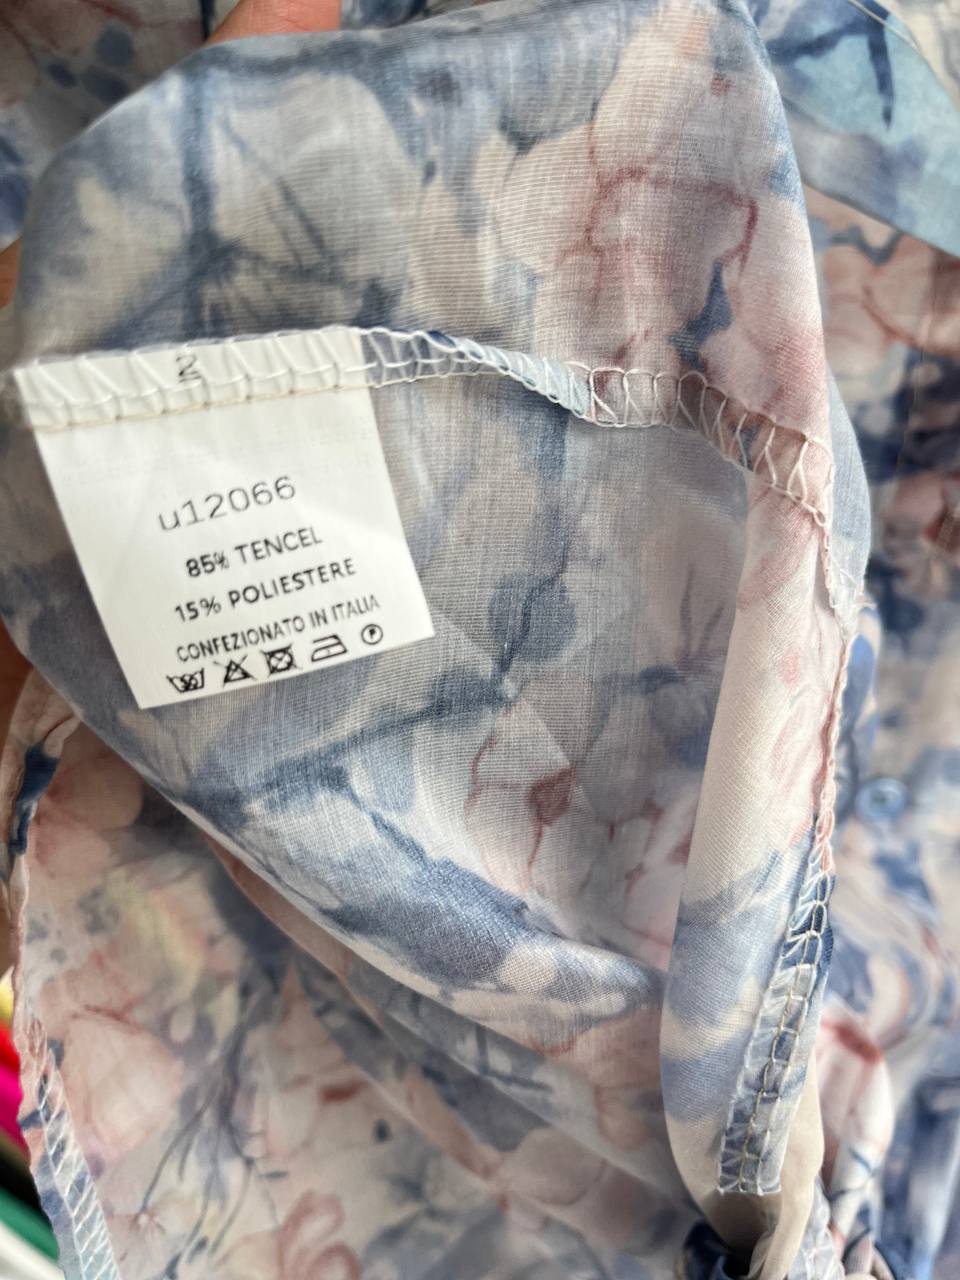 2
u12066
85% TENCEL
15% POLIESTERE
CONFEZIONATO IN ITALIA
P